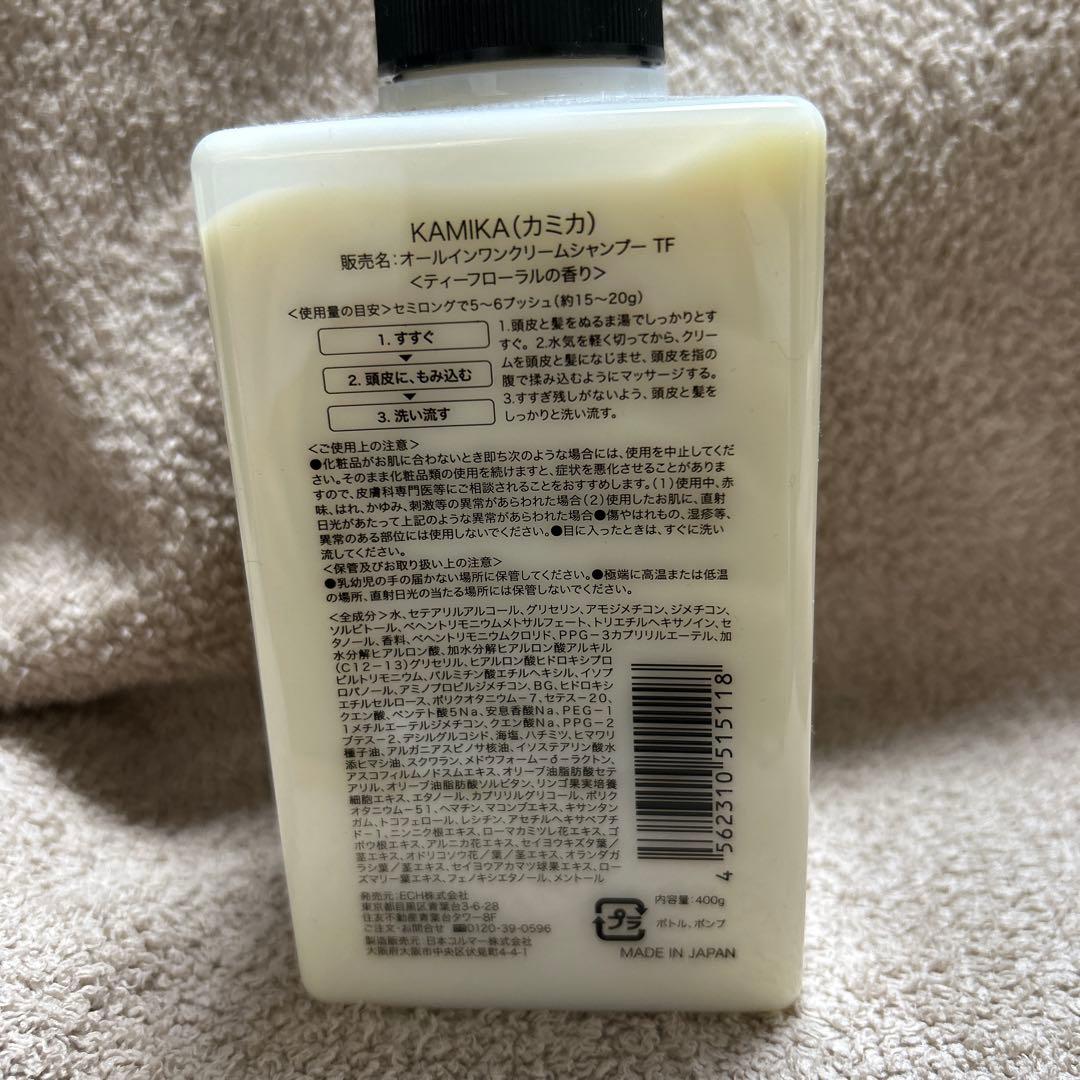 KAMIKA(カミカ)
販売名:オールインワンクリームシャンプー TF
<ティーフローラルの香り>
<使用量の目安>セミロングで5〜6プッシュ(約15〜20g)
1. すすぐ
2. 頭皮に、もみ込む
3. 洗い流す
1.頭皮と髪をぬるま湯でしっかりとす
すぐ。2.水気を軽く切ってから、クリー
ムを頭皮と髪になじませ、頭皮を指の
腹で揉み込むようにマッサージする。
3.すすぎ残しがないよう、頭皮と髪を
しっかりと洗い流す。
<ご使用上の注意>
●化粧品がお肌に合わないとき即ち次のような場合には、使用を中止してくだ
さい。そのまま化粧品類の使用を続けますと、症状を悪化させることがありま
すので、皮膚科専門医等にご相談されることをおすすめします。(1)使用中、赤
味、はれ、かゆみ、刺激等の異常があらわれた場合(2)使用したお肌に、直射
日光があたって上記のような異常があらわれた場合●傷やはれもの、湿疹等、
異常のある部位には使用しないでください。●目に入ったときは、すぐに洗い
流してください。
<保管及びお取り扱い上の注意>
●乳幼児の手の届かない場所に保管してください。●極端に高温または低温
の場所、直射日光の当たる場所には保管しないでください。
<全成分>水、セテアリルアルコール、グリセリン、アモジメチコン、ジメチコン、
ソルビトール、ベヘントリモニウムメトサルフェート、トリエチルヘキサノイン、セ
タノール、香料、ベヘントリモニウムクロリド、PPG-3カプリリルエーテル、加
水分解ヒアルロン酸、加水分解ヒアルロン酸アルキル
(C12-13)グリセリル、ヒアルロン酸ヒドロキシプロ
ピルトリモニウム、パルミチン酸エチルヘキシル、イソプ
ロパノール、アミノプロピルジメチコン、BG、ヒドロキシ
エチルセルロース、ポリクオタニウム-7、セテス-20、
クエン酸、ペンテト酸5Na、安息香酸Na、PEG-1
1メチルエーテルジメチコン、クエン酸Na、PPG-2
ブテス-2、デシルグルコシド、海塩、ハチミツ、ヒマワリ
種子油、アルガニアスピノサ核油、イソステアリン酸水
添ヒマシ油、スクワラン、メドウフォーム-δ-ラクトン、
アスコフィルムノドスムエキス、オリーブ油脂肪酸セテ
アリル、オリーブ油脂肪酸ソルビタン、リンゴ果実培養
細胞エキス、エタノール、カプリリルグリコール、ポリク
オタニウム-51、ヘマチン、マコンブエキス、キサンタン
ガム、トコフェロール、レシチン、アセチルヘキサペプチ
ド-1、ニンニク根エキス、ローマカミツレ花エキス、ゴ
ボウ根エキス、アルニカ花エキス、セイヨウキズタ葉/
茎エキス、オドリコソウ花/葉/茎エキス、オランダガ
ラシ葉/茎エキス、セイヨウアカマツ球果エキス、ロー
ズマリー葉エキス、フェノキシエタノール、メントール
4 562310 515118
発売元:ECH株式会社
東京都目黒区青葉台3-6-28
住友不動産青葉台タワー8F
ご注文・お問合せ 0120-39-0596
製造販売元 日本コルマー株式会社
大阪府大阪市中央区伏見町4-4-1
プラ
内容量:400g
ボトル、ポンプ
MADE IN JAPAN